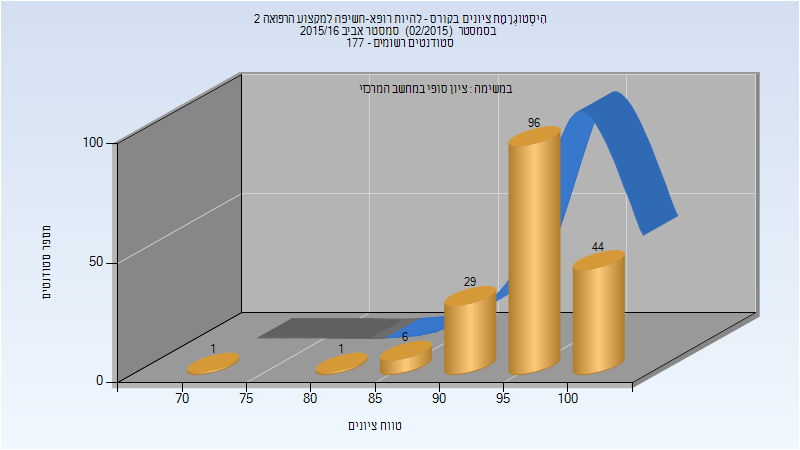 הִיסְטוֹגְרַמַּת ציונים בקורס - להיות רופא-חשיפה למקצוע הרפואה 2
בסמסטר (02/2015) סמסטר אביב 2015/16
סטודנטים רשומים - 177
במשימה : ציון סופי במחשב המרכזי
מספר סטודנטים
100
50
0
1
1
6
29
96
44
70
75
80
85
90
95
100
טווח ציונים